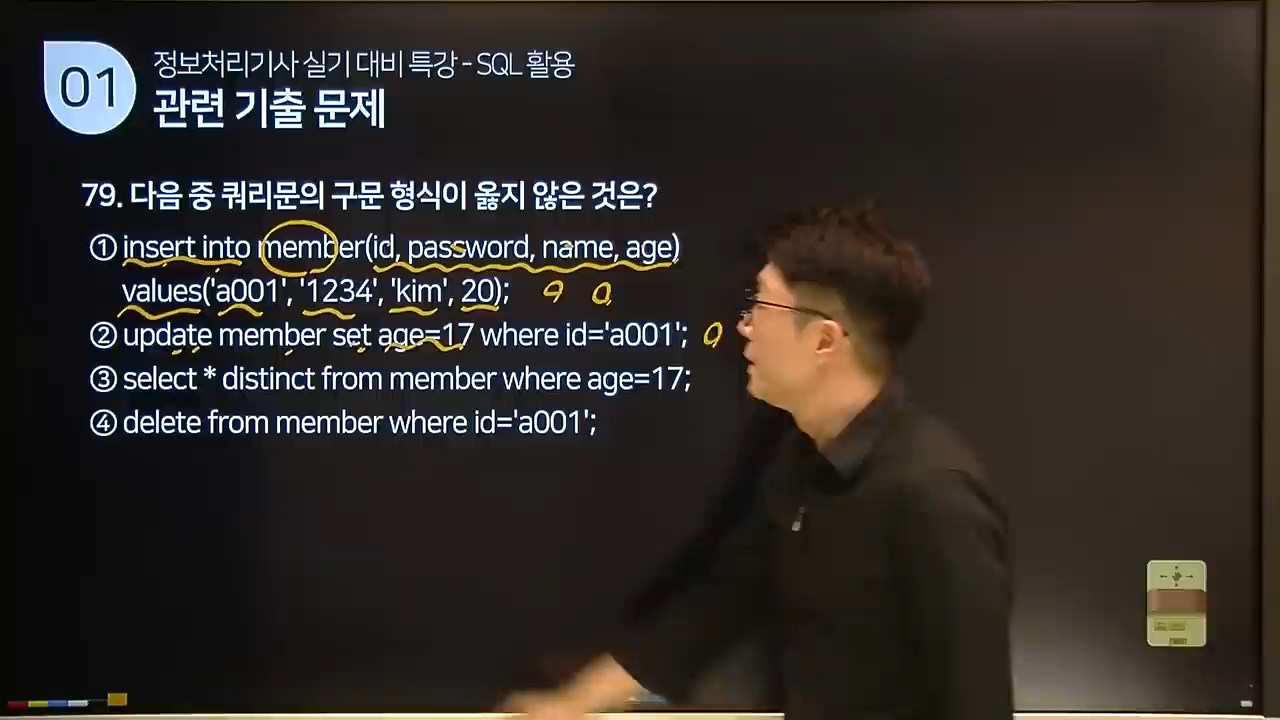 01
정보처리기사 실기 대비 특강 - SQL 활용
관련 기출 문제
79. 다음 중 쿼리문의 구문 형식이 옳지 않은 것은?
① insert into member(id, password, name, age)
values('a001', '1234', 'kim', 20);
② update member set age=17 where id='a001';
③ select * distinct from member where age=17;
④ delete from member where id='a001';